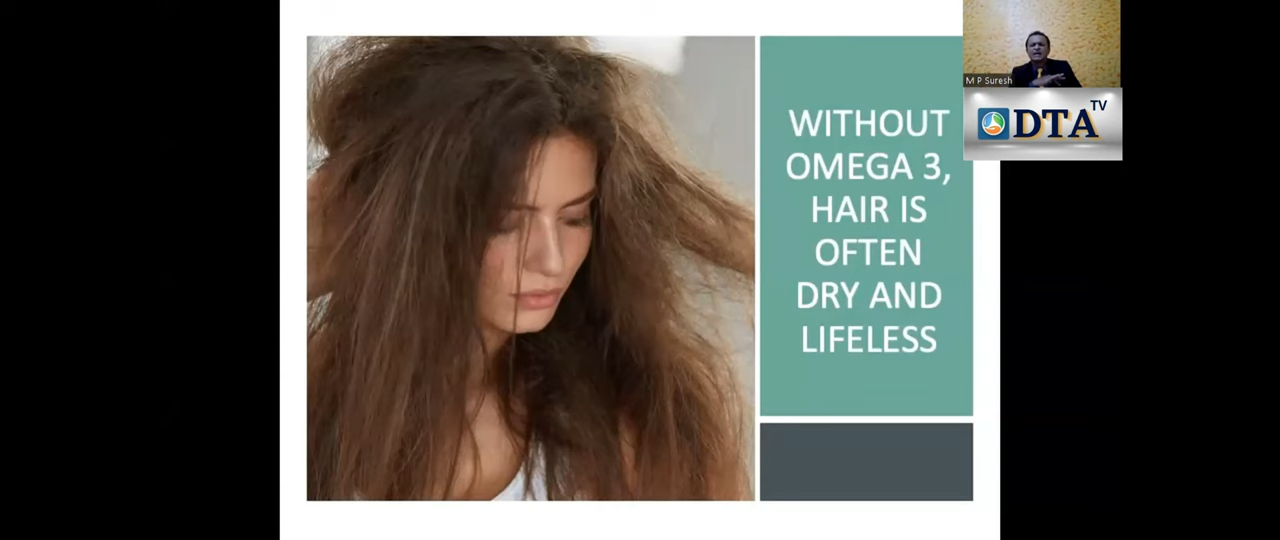 WITHOUT
OMEGA 3,
HAIR IS
OFTEN
DRY AND
LIFELESS
M P Suresh
DTA TV